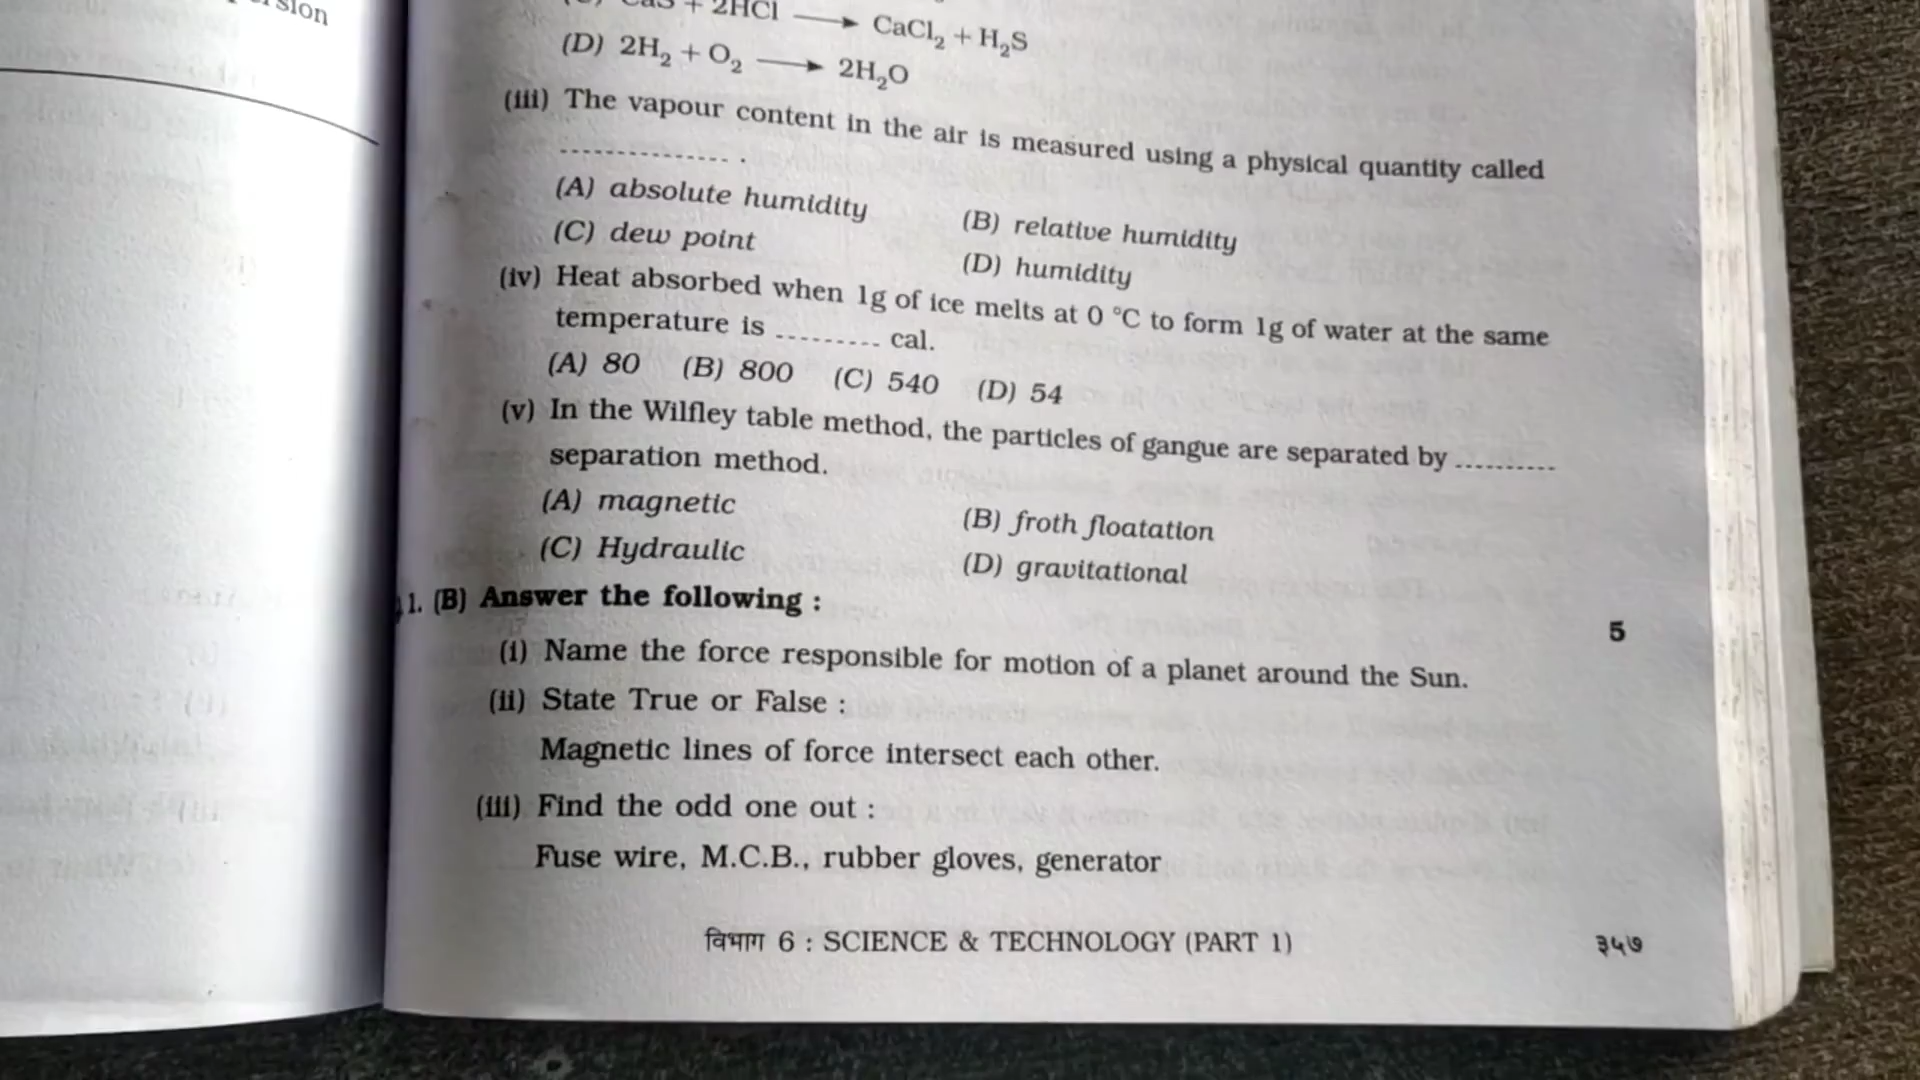 sion
CaS + 2HCl ⟶ CaCl₂ + H₂S
(D) 2H₂ + O₂ ⟶ 2H₂O
(iii) The vapour content in the air is measured using a physical quantity called
--------------- .
(A) absolute humidity (B) relative humidity
(C) dew point (D) humidity
(iv) Heat absorbed when 1g of ice melts at 0 °C to form 1g of water at the same
temperature is --------- cal.
(A) 80 (B) 800 (C) 540 (D) 54
(v) In the Wilfley table method, the particles of gangue are separated by ----------
separation method.
(A) magnetic (B) froth floatation
(C) Hydraulic (D) gravitational
1. (B) Answer the following : 5
(i) Name the force responsible for motion of a planet around the Sun.
(ii) State True or False :
Magnetic lines of force intersect each other.
(iii) Find the odd one out :
Fuse wire, M.C.B., rubber gloves, generator
विभाग 6 : SCIENCE & TECHNOLOGY (PART 1) ३५७